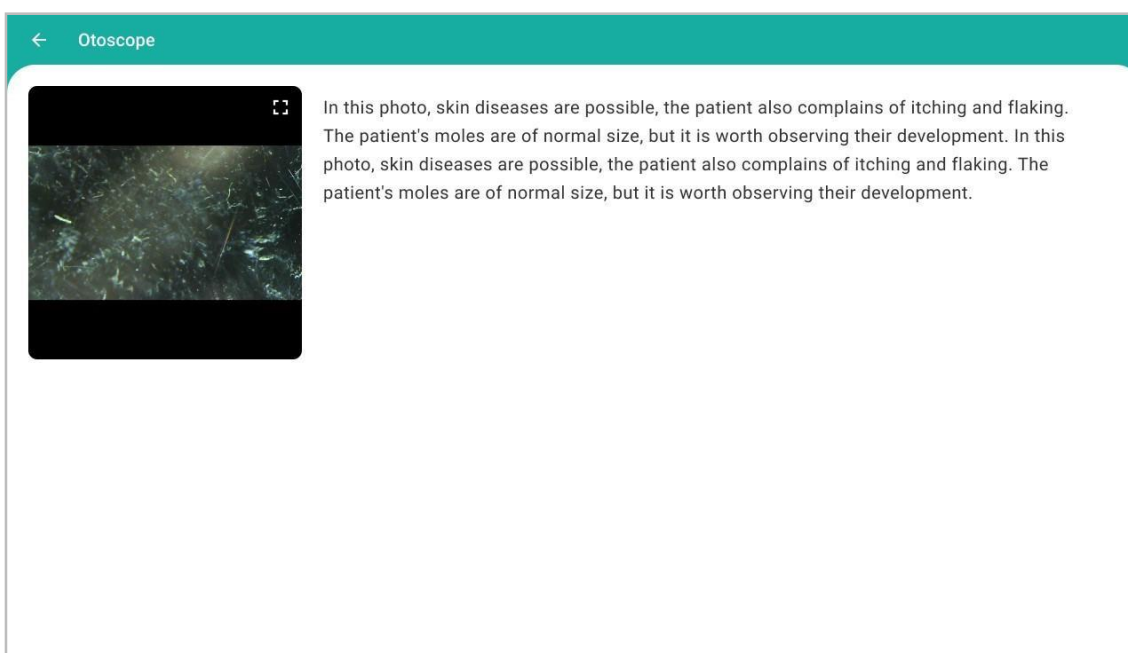 Otoscope
In this photo, skin diseases are possible, the patient also complains of itching and flaking.
The patient's moles are of normal size, but it is worth observing their development. In this
photo, skin diseases are possible, the patient also complains of itching and flaking. The
patient's moles are of normal size, but it is worth observing their development.